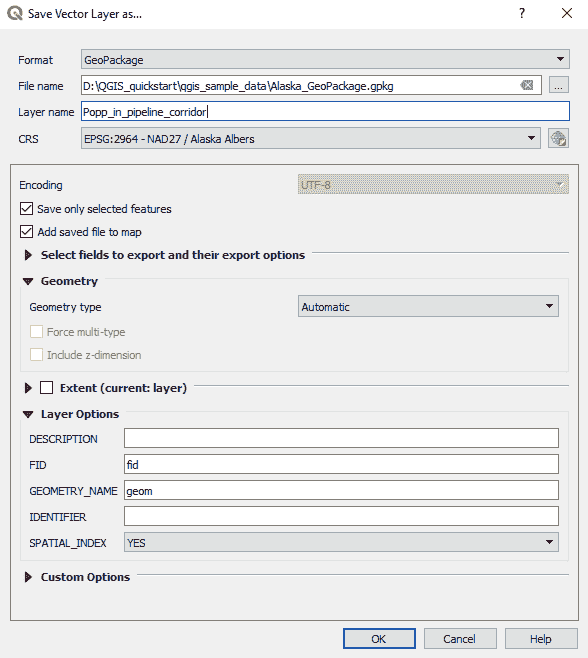 Save Vector Layer as...
Format GeoPackage
File name D:\QGIS_quickstart\qgis_sample_data\Alaska_GeoPackage.gpkg ...
Layer name Popp_in_pipeline_corridor
CRS EPSG:2964 - NAD27 / Alaska Albers
Encoding UTF-8
Save only selected features
Add saved file to map
Select fields to export and their export options
Geometry
Geometry type Automatic
Force multi-type
Include z-dimension
Extent (current: layer)
Layer Options
DESCRIPTION
FID fid
GEOMETRY_NAME geom
IDENTIFIER
SPATIAL_INDEX YES
Custom Options
OK Cancel Help